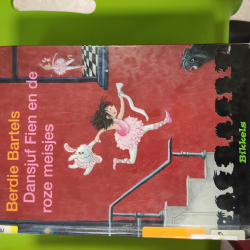 Berdie Bartels
Dansjuf Fien en de
roze meisjes
Bikkels